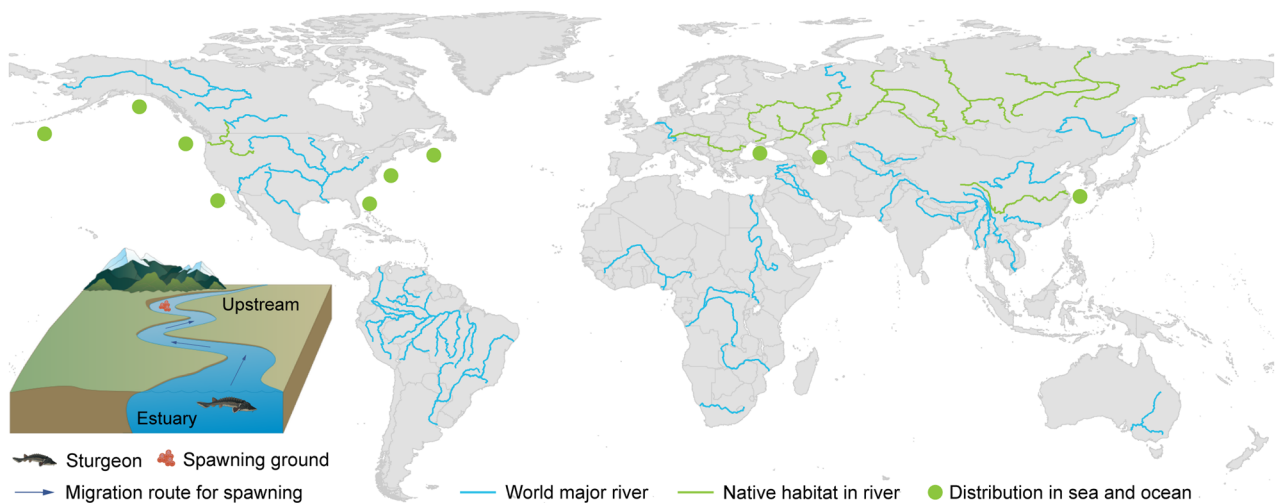 Upstream
Estuary
Sturgeon
Spawning ground
Migration route for spawning
World major river
Native habitat in river
Distribution in sea and ocean